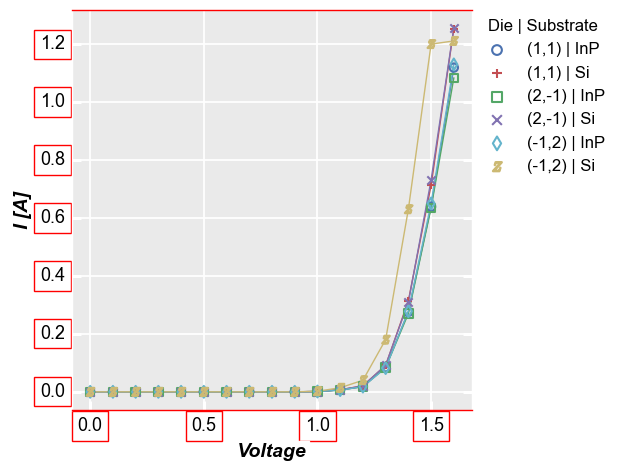 Die | Substrate
(1,1) | InP
(1,1) | Si
(2,-1) | InP
(2,-1) | Si
(-1,2) | InP
(-1,2) | Si
1.2
1.0
0.8
0.6
0.4
0.2
0.0
I [A]
0.0 0.5 1.0 1.5
Voltage